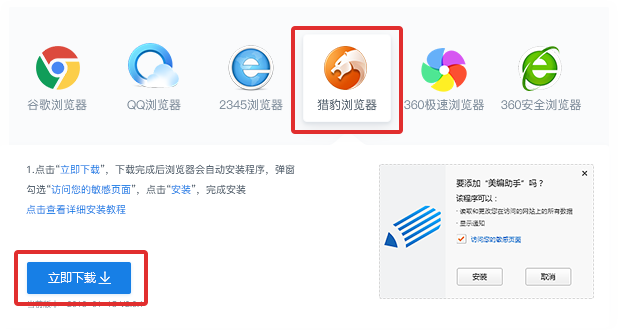 谷歌浏览器 QQ浏览器 2345浏览器 猎豹浏览器 360极速浏览器 360安全浏览器
1.点击“立即下载”，下载完成后浏览器会自动安装程序，弹窗
勾选“访问您的敏感页面”，点击“安装”，完成安装
点击查看详细安装教程
立即下载
要添加“美编助手”吗？
该程序可以：
· 读取和更改您在访问的网站上的所有数据
· 显示通知
访问您的敏感页面
安装 取消